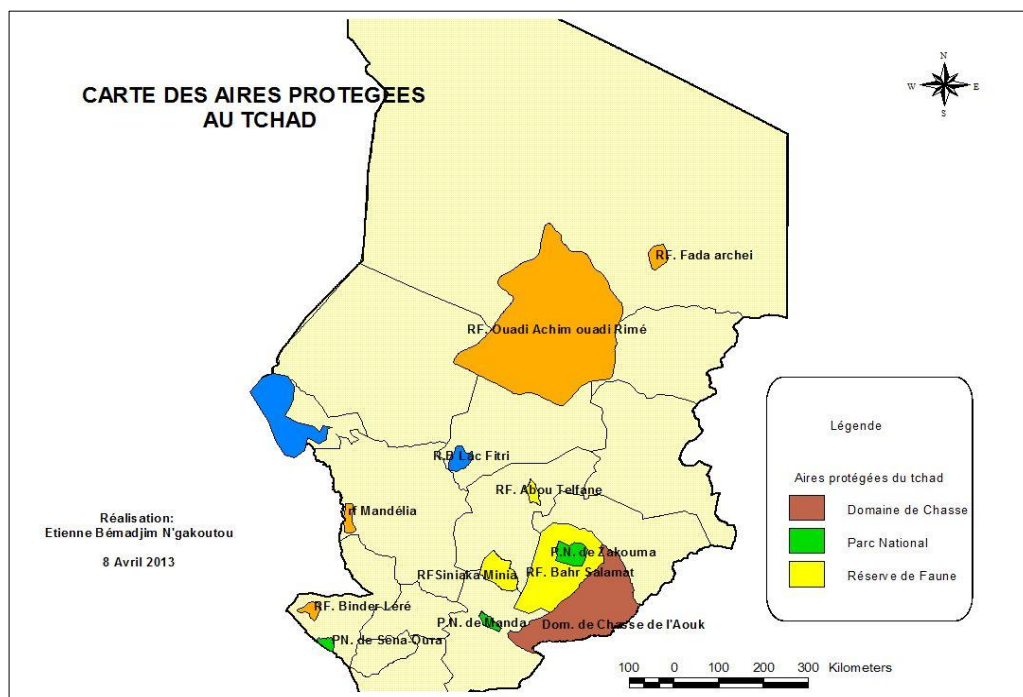 CARTE DES AIRES PROTEGEES
AU TCHAD
N
W
E
S
RF. Fada archei
RF. Ouadi Achim ouadi Rimé
R.B Lac Fitri
RF. Abou Telfane
rf Mandélia
P.N. de Zakouma
RF. Bahr Salamat
RFSiniaka Minia
RF. Binder Léré
P.N. de Manda
Dom. de Chasse de l'Aouk
PN. de Sena-Oura
Réalisation:
Etienne Bémadjim N'gakoutou
8 Avril 2013
Légende
Aires protégées du tchad
Domaine de Chasse
Parc National
Réserve de Faune
100 0 100 200 300 Kilometers